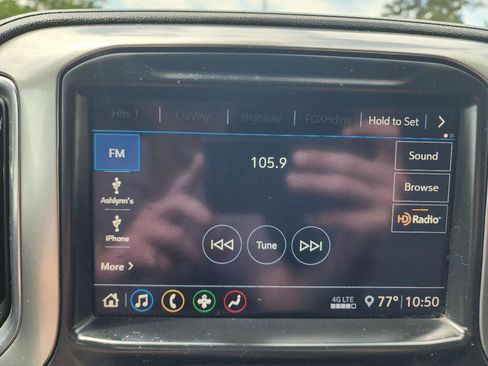 Hits 1 ClsVinyl Highway FOXHdlns Hold to Set
FM
105.9
Sound
Ashlynn's
Browse
iPhone
HD Radio
Tune
More
4G LTE 77° 10:50